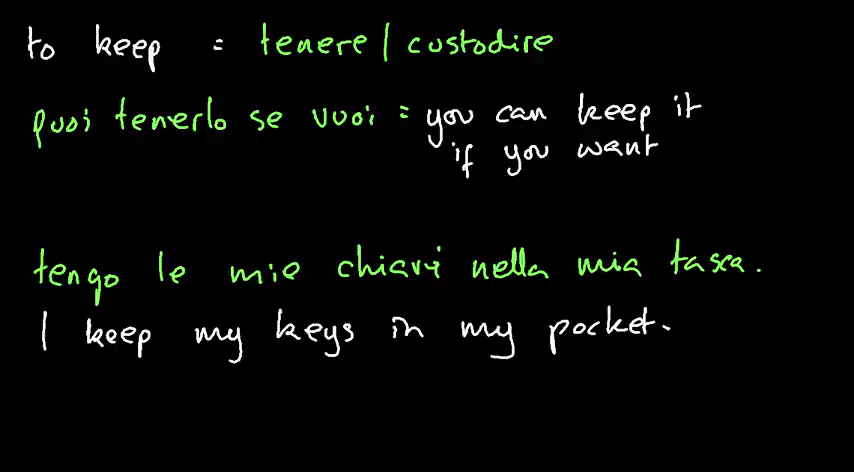 to keep = tenere / custodire
puoi tenerlo se vuoi = you can keep it
if you want
tengo le mie chiavi nella mia tasca.
I keep my keys in my pocket.